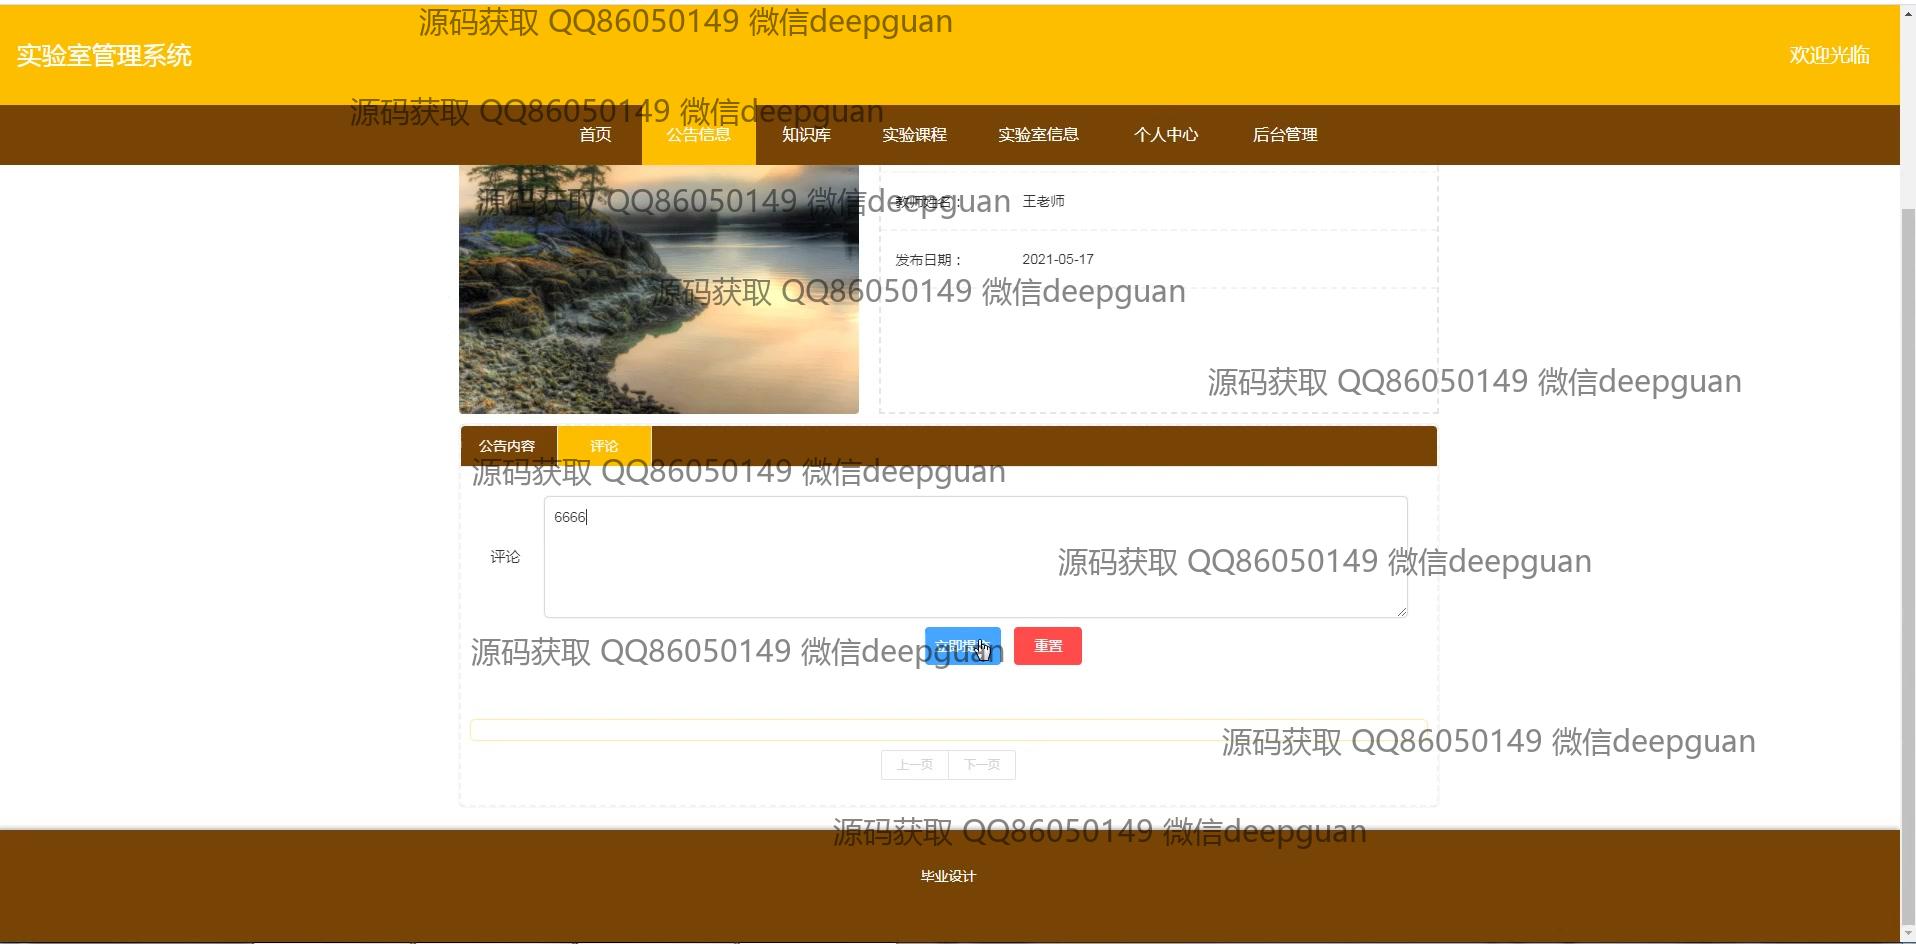 源码获取 QQ86050149 微信deepguan
实验室管理系统
欢迎光临
源码获取 QQ86050149 微信deepguan
首页 公告信息 知识库 实验课程 实验室信息 个人中心 后台管理
源码获取 QQ86050149 微信deepguan
教师姓名： 王老师
发布日期： 2021-05-17
源码获取 QQ86050149 微信deepguan
源码获取 QQ86050149 微信deepguan
公告内容 评论
源码获取 QQ86050149 微信deepguan
6666
评论
源码获取 QQ86050149 微信deepguan
立即提交 重置
源码获取 QQ86050149 微信deepguan
源码获取 QQ86050149 微信deepguan
上一页 下一页
源码获取 QQ86050149 微信deepguan
毕业设计